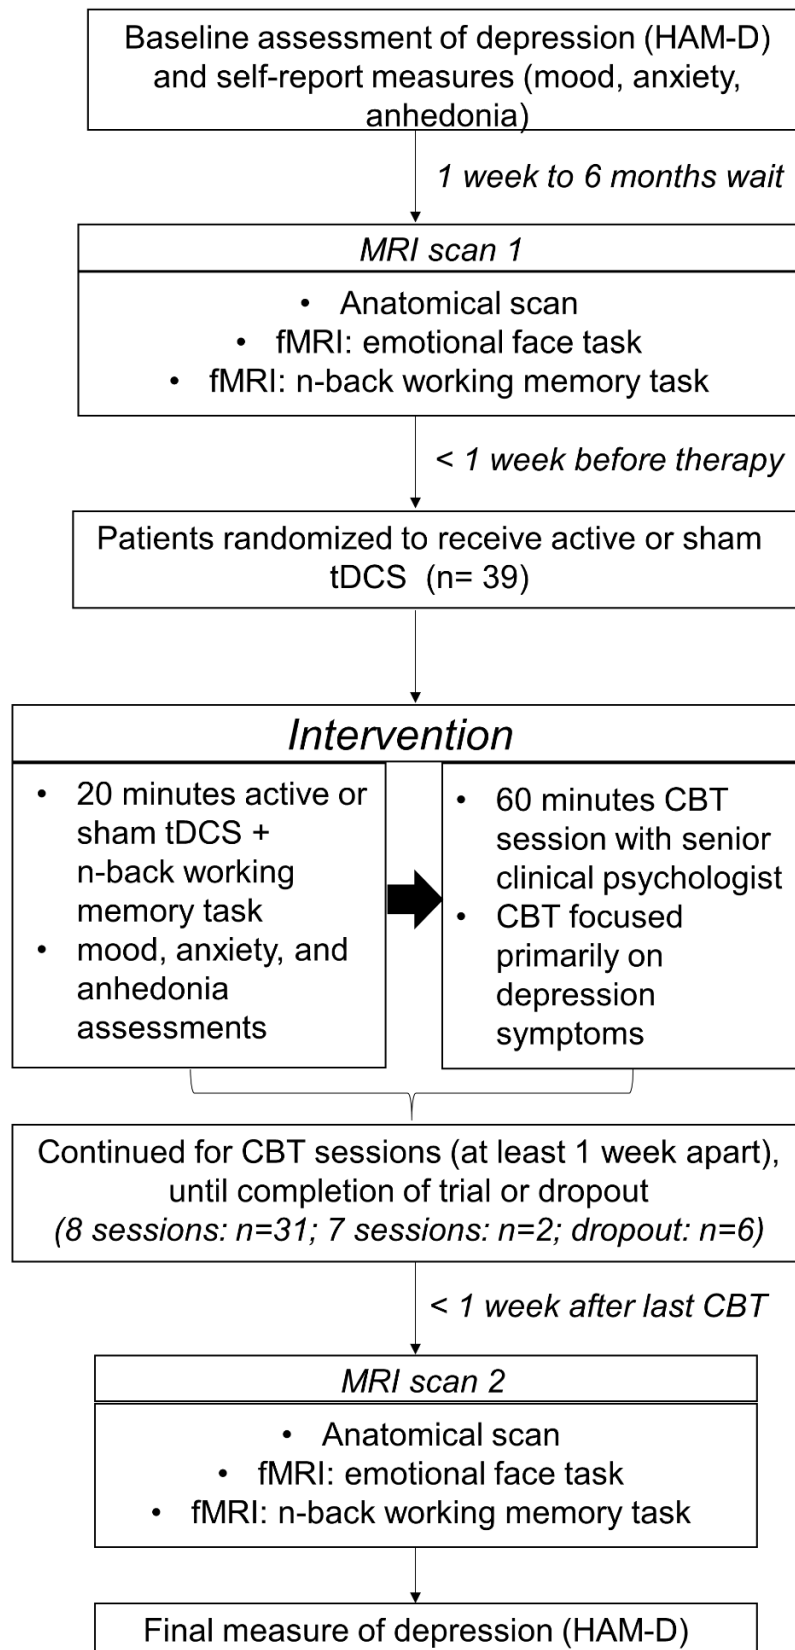 Baseline assessment of depression (HAM-D)
and self-report measures (mood, anxiety,
anhedonia)
1 week to 6 months wait
MRI scan 1
• Anatomical scan
• fMRI: emotional face task
• fMRI: n-back working memory task
< 1 week before therapy
Patients randomized to receive active or sham
tDCS (n= 39)
Intervention
• 20 minutes active or
sham tDCS +
n-back working
memory task
• mood, anxiety, and
anhedonia
assessments
• 60 minutes CBT
session with senior
clinical psychologist
• CBT focused
primarily on
depression
symptoms
Continued for CBT sessions (at least 1 week apart),
until completion of trial or dropout
(8 sessions: n=31; 7 sessions: n=2; dropout: n=6)
< 1 week after last CBT
MRI scan 2
• Anatomical scan
• fMRI: emotional face task
• fMRI: n-back working memory task
Final measure of depression (HAM-D)